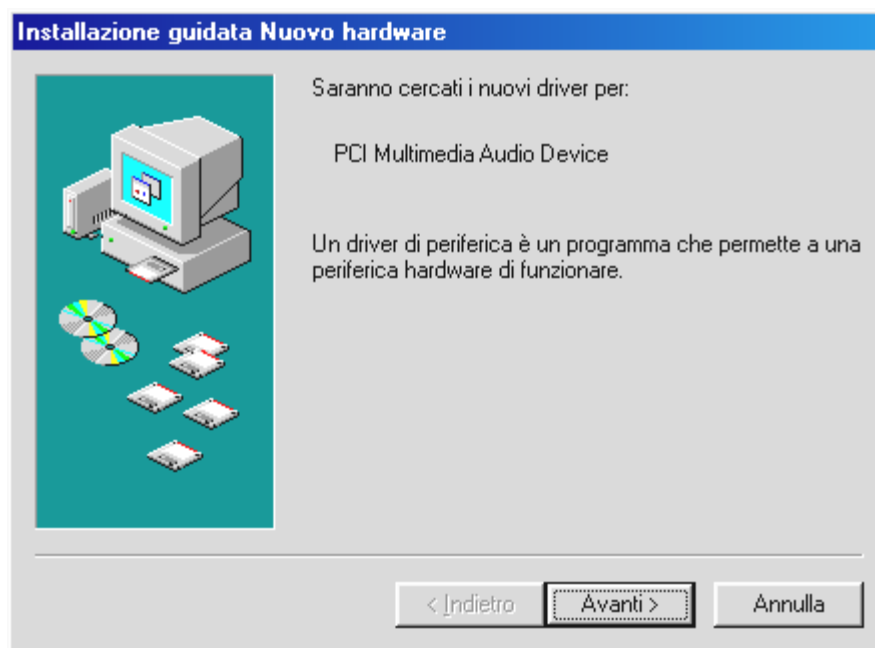 Installazione guidata Nuovo hardware
Saranno cercati i nuovi driver per:
PCI Multimedia Audio Device
Un driver di periferica è un programma che permette a una
periferica hardware di funzionare.
< Indietro
Avanti >
Annulla